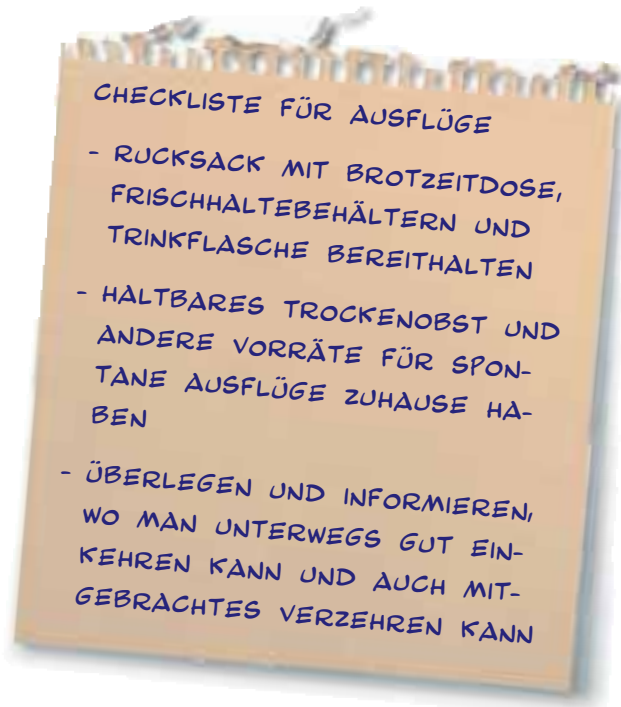 CHECKLISTE FÜR AUSFLÜGE
- RUCKSACK MIT BROTZEITDOSE,
FRISCHHALTEBEHÄLTERN UND
TRINKFLASCHE BEREITHALTEN
- HALTBARES TROCKENOBST UND
ANDERE VORRÄTE FÜR SPON-
TANE AUSFLÜGE ZUHAUSE HA-
BEN
- ÜBERLEGEN UND INFORMIEREN,
WO MAN UNTERWEGS GUT EIN-
KEHREN KANN UND AUCH MIT-
GEBRACHTES VERZEHREN KANN